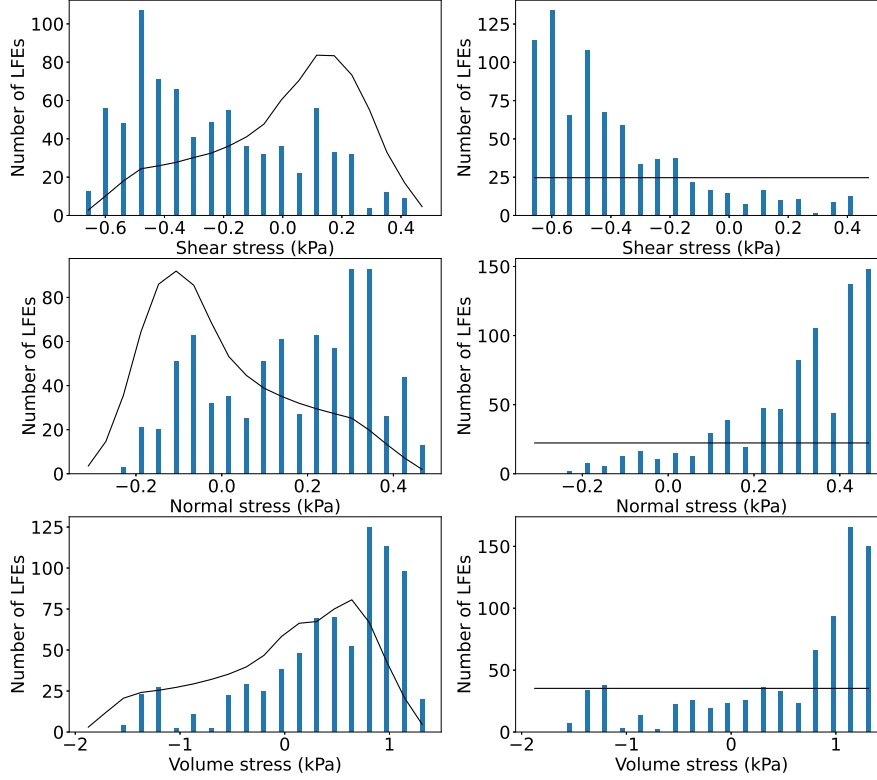 Number of LFEs
100
80
60
40
20
0
−0.6 −0.4 −0.2 0.0 0.2 0.4
Shear stress (kPa)
Number of LFEs
125
100
75
50
25
0
−0.6 −0.4 −0.2 0.0 0.2 0.4
Shear stress (kPa)
Number of LFEs
80
60
40
20
0
−0.2 0.0 0.2 0.4
Normal stress (kPa)
Number of LFEs
150
100
50
0
−0.2 0.0 0.2 0.4
Normal stress (kPa)
Number of LFEs
125
100
75
50
25
0
−2 −1 0 1
Volume stress (kPa)
Number of LFEs
150
100
50
0
−2 −1 0 1
Volume stress (kPa)